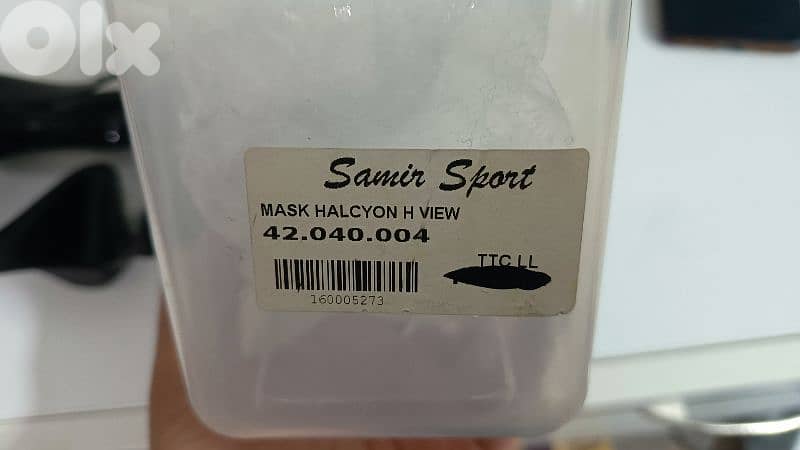 OLX
Samir Sport
MASK HALCYON H VIEW
42.040.004
TTC LL
160005273